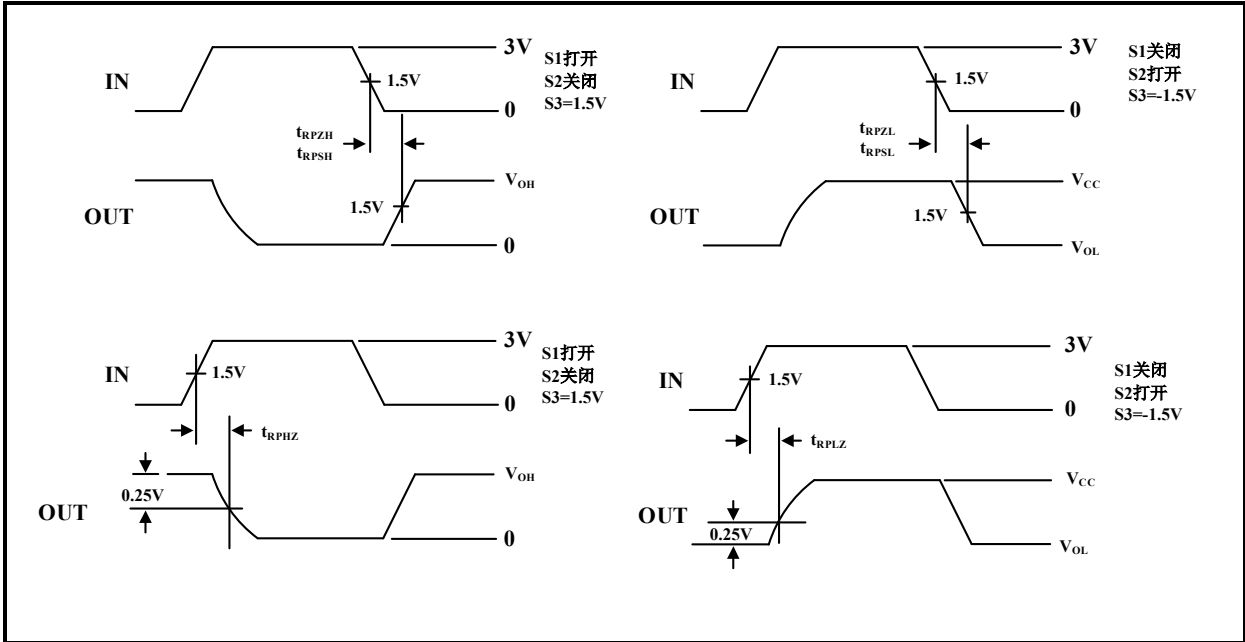 3V
S1打开
IN
1.5V
S2关闭
S3=1.5V
0
tRPZH
tRPSH
VOH
OUT
1.5V
0
3V
S1关闭
IN
1.5V
S2打开
S3=-1.5V
0
tRPZL
tRPSL
VCC
OUT
1.5V
VOL
3V
S1打开
IN
1.5V
S2关闭
S3=1.5V
0
tRPHZ
VOH
0.25V
OUT
0
3V
S1关闭
IN
1.5V
S2打开
S3=-1.5V
0
tRPLZ
VCC
OUT
0.25V
VOL